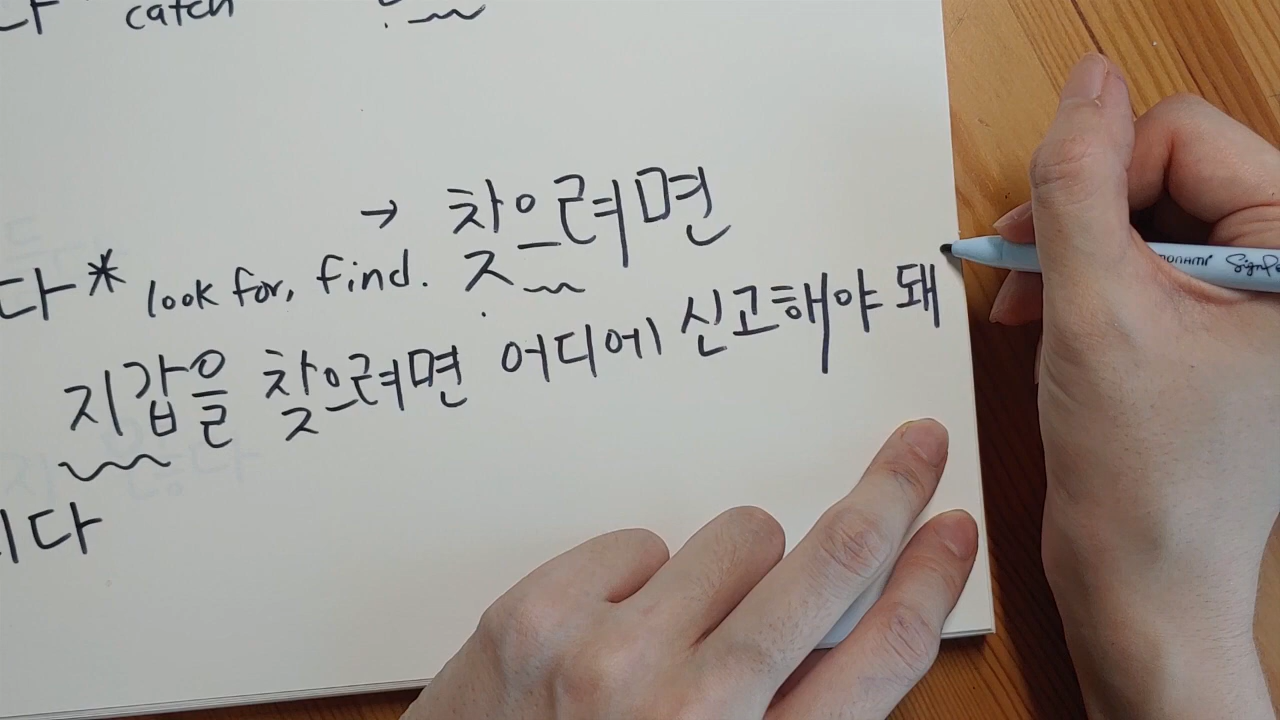 catch
→ 찾으려면
다* look for, find.
지갑을 찾으려면 어디에 신고해야 돼
다
MONAMI